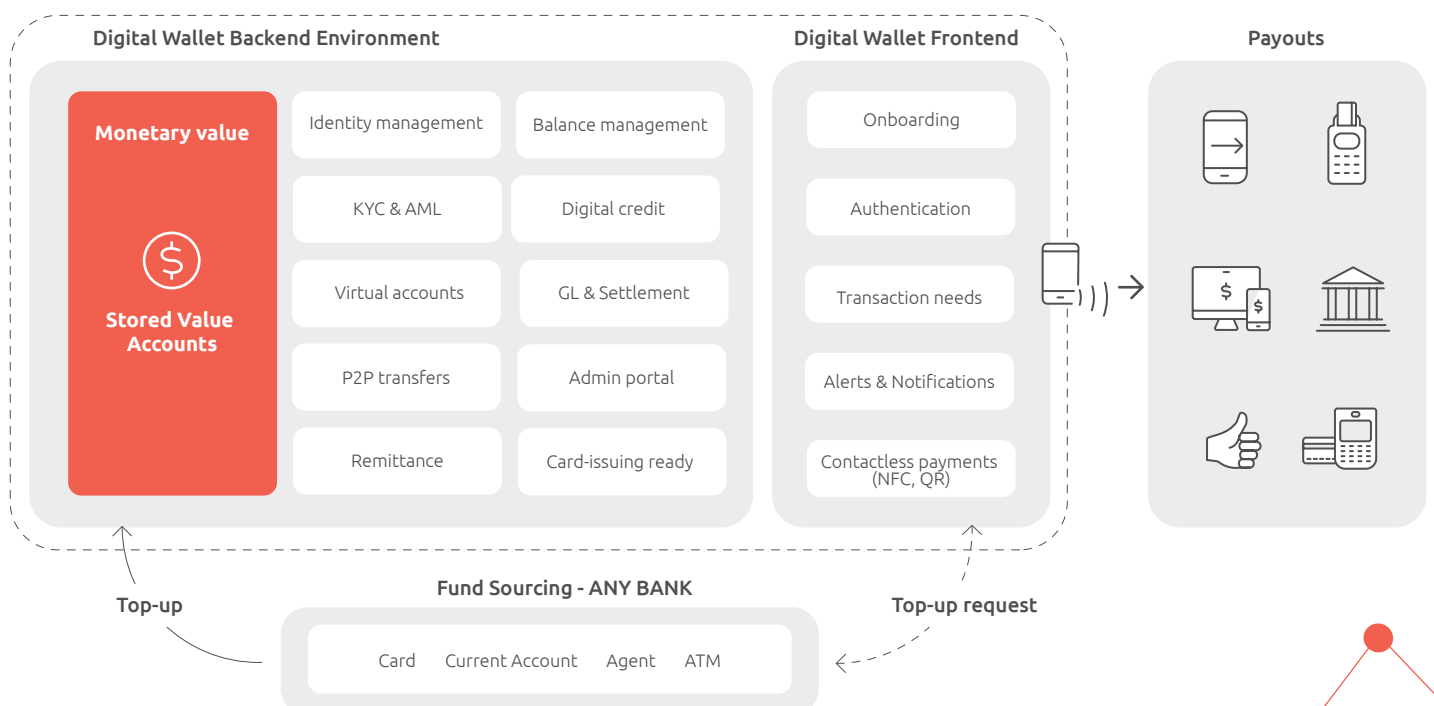 Digital Wallet Backend Environment
Digital Wallet Frontend
Payouts
Monetary value
$
Stored Value
Accounts
Identity management
Balance management
KYC & AML
Digital credit
Virtual accounts
GL & Settlement
P2P transfers
Admin portal
Remittance
Card-issuing ready
Onboarding
Authentication
Transaction needs
Alerts & Notifications
Contactless payments
(NFC, QR)
$
$
Top-up
Fund Sourcing - ANY BANK
Top-up request
Card Current Account Agent ATM